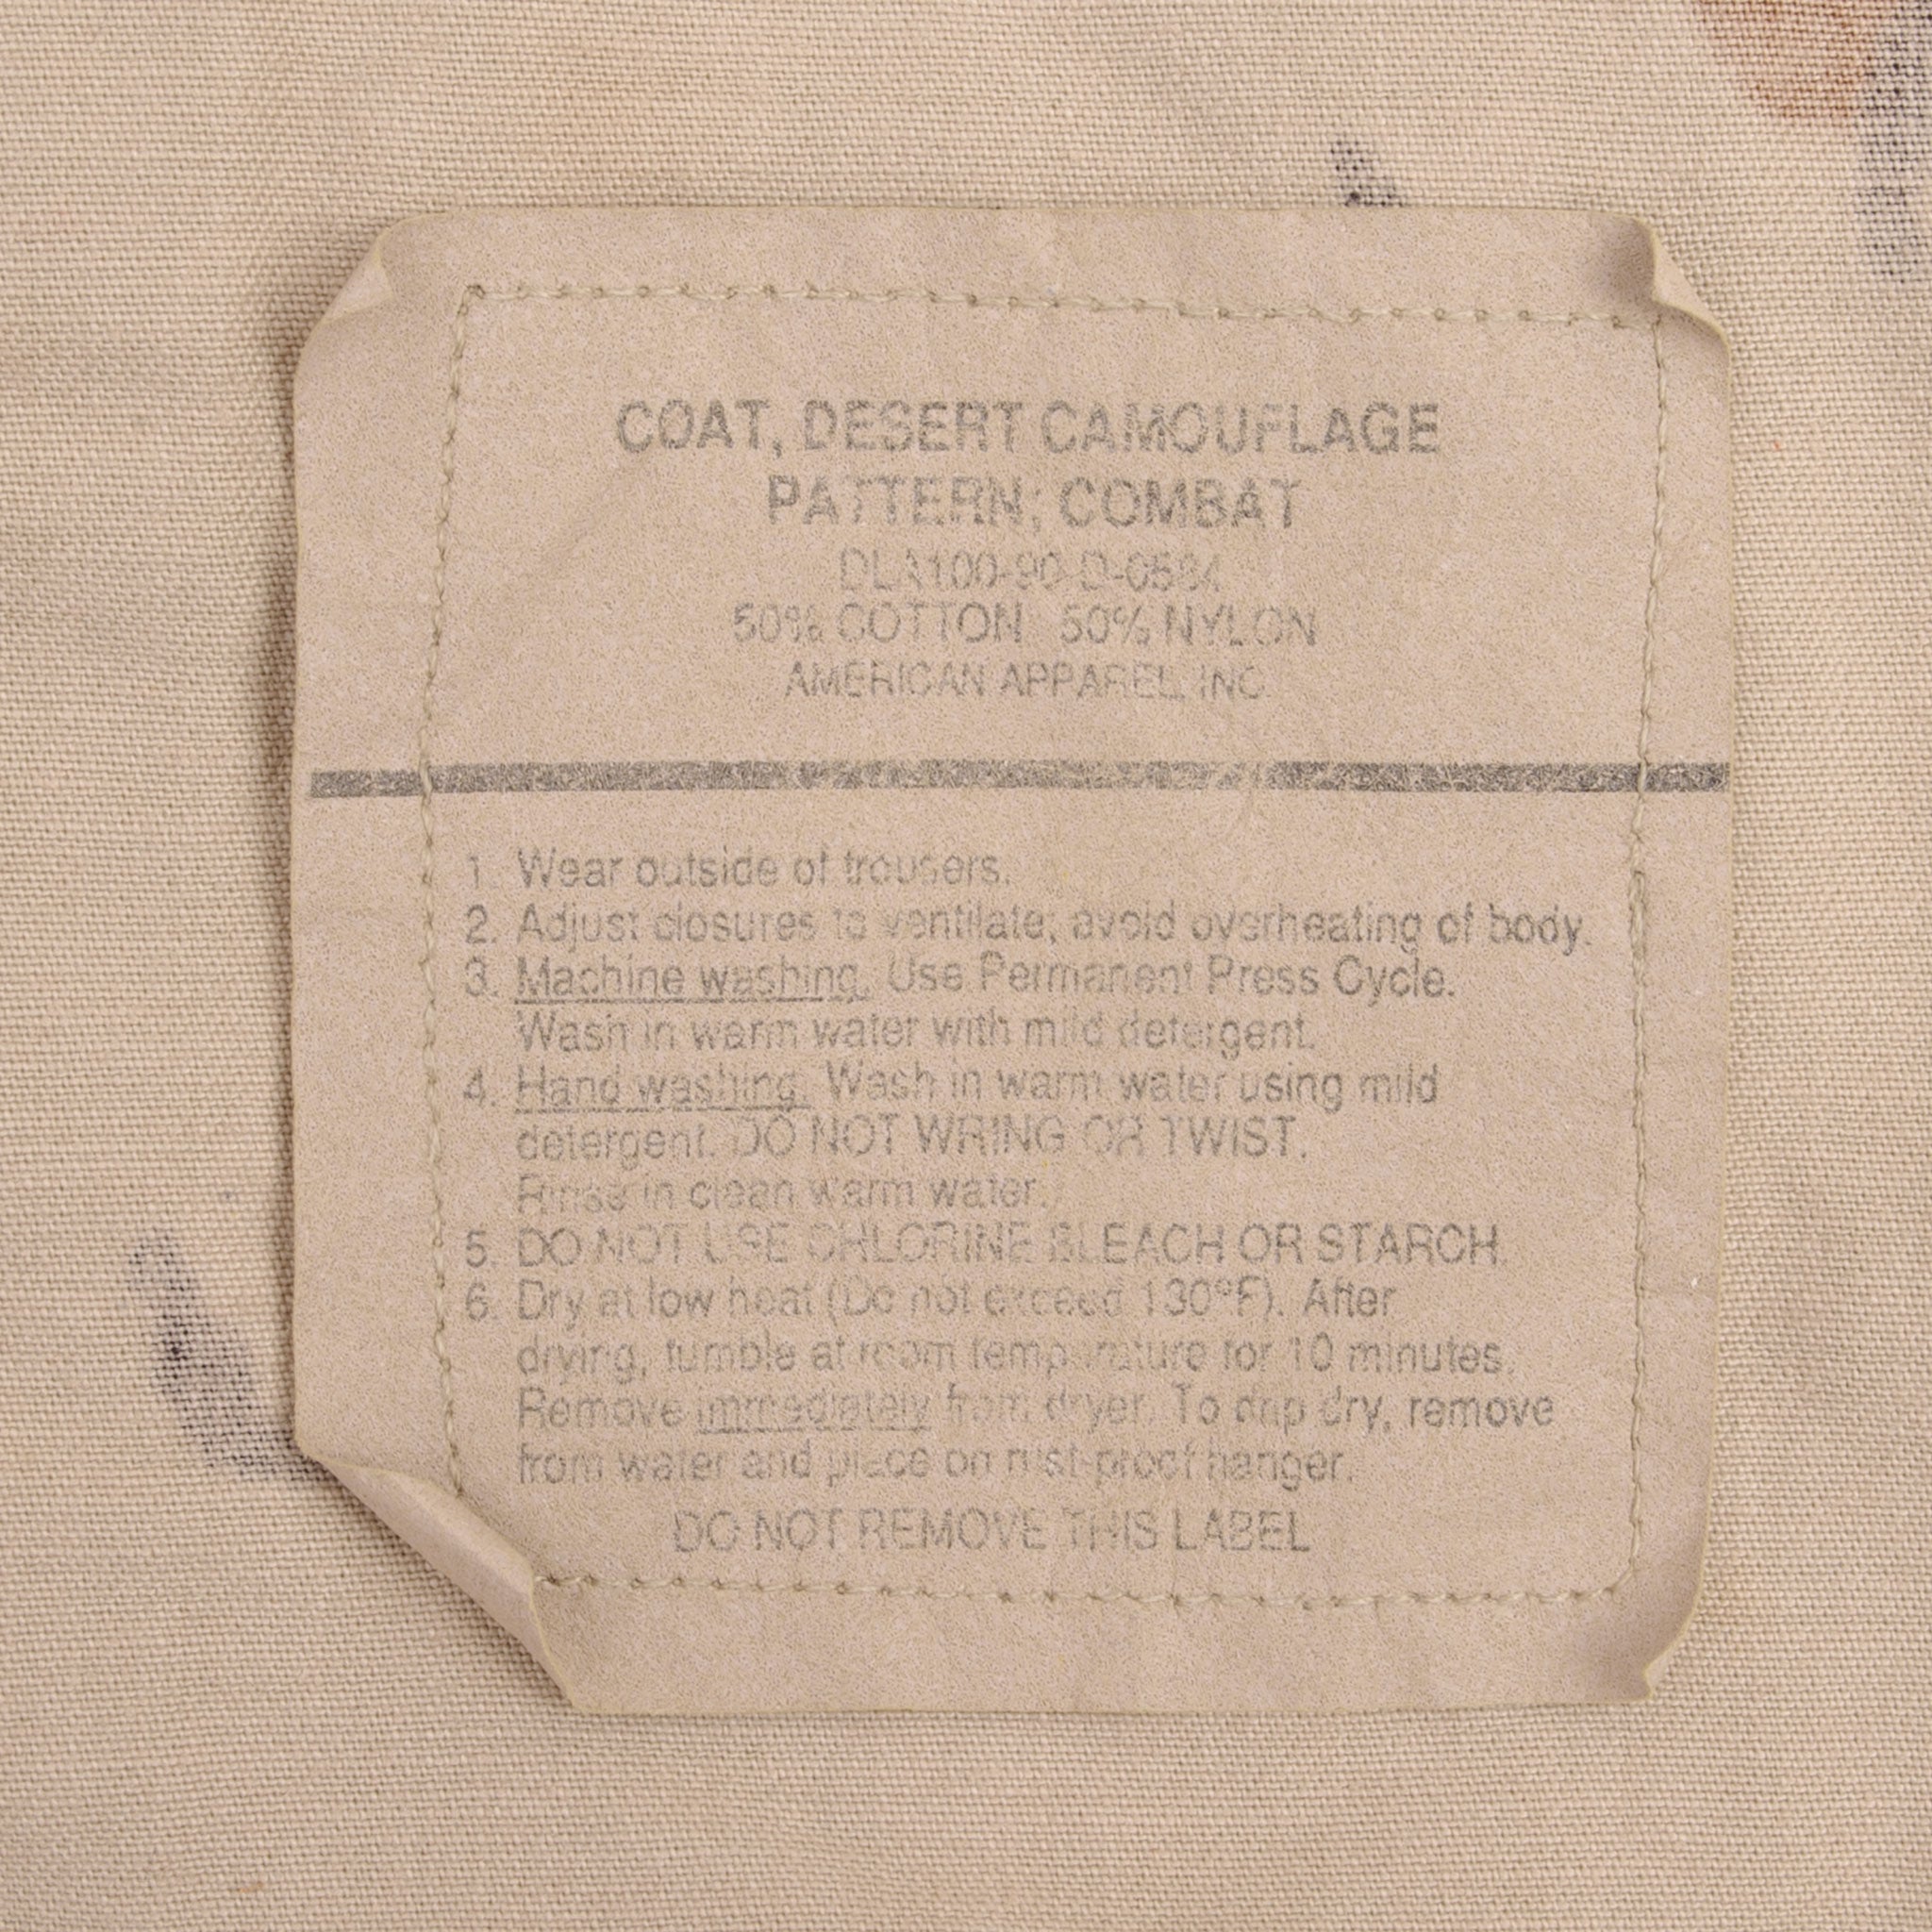 COAT, DESERT CAMOUFLAGE
PATTERN, COMBAT
50% COTTON 50% NYLON
AMERICAN APPAREL, INC.
1. Wear outside of trousers.
2. Adjust closures to ventilate; avoid overheating of body.
3. Machine washing. Use Permanent Press Cycle.
Wash in warm water with mild detergent.
4. Hand washing. Wash in warm water using mild
detergent. DO NOT WRING OR TWIST.
Rinse in clean warm water.
5. DO NOT USE CHLORINE BLEACH OR STARCH.
6. Dry at low heat (Do not exceed 130°F). After
drying, tumble at room temperature for 10 minutes.
Remove immediately from dryer. To drip dry, remove
from water and place on rust-proof hanger.
DO NOT REMOVE THIS LABEL